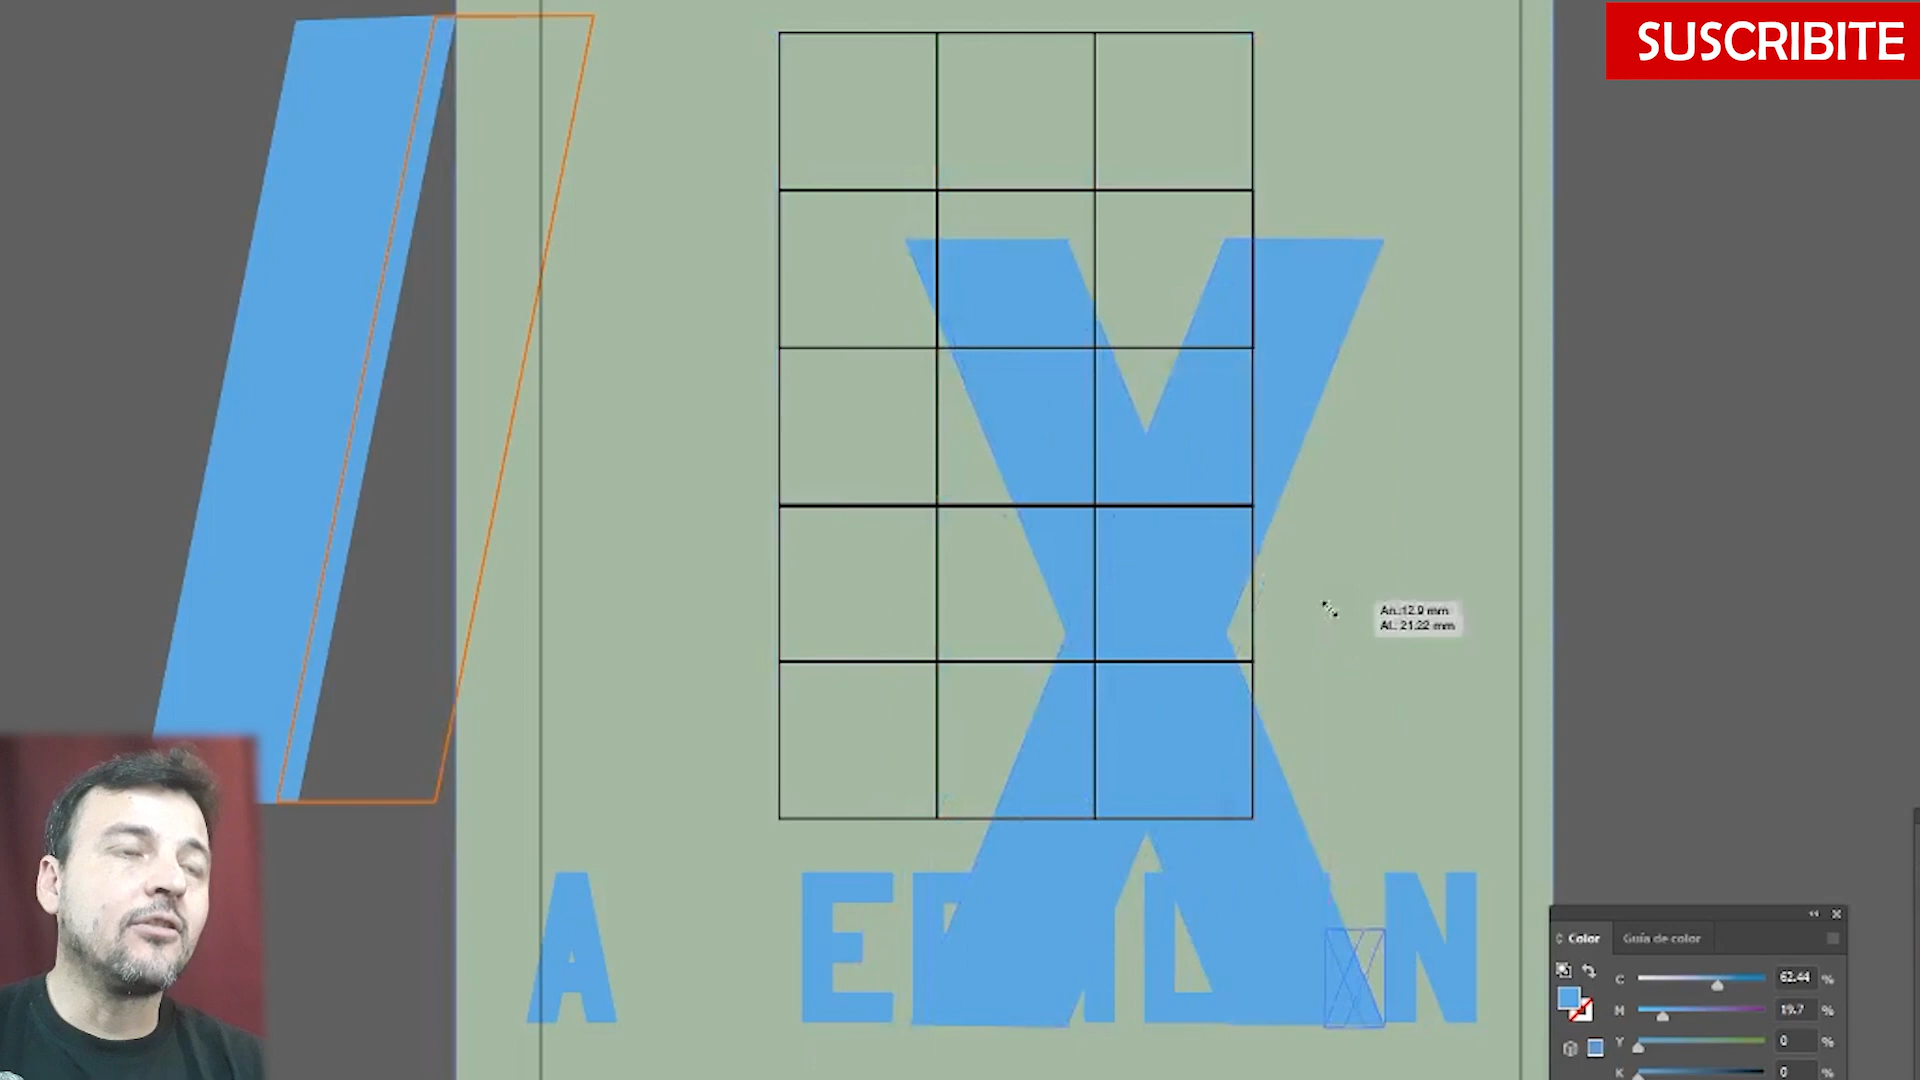 SUSCRIBITE
X
An.:12.9 mm
Al.: 21.22 mm
A E L N
Color Guía de color
C 62.44 %
M 19.7 %
Y 0 %
K 0 %